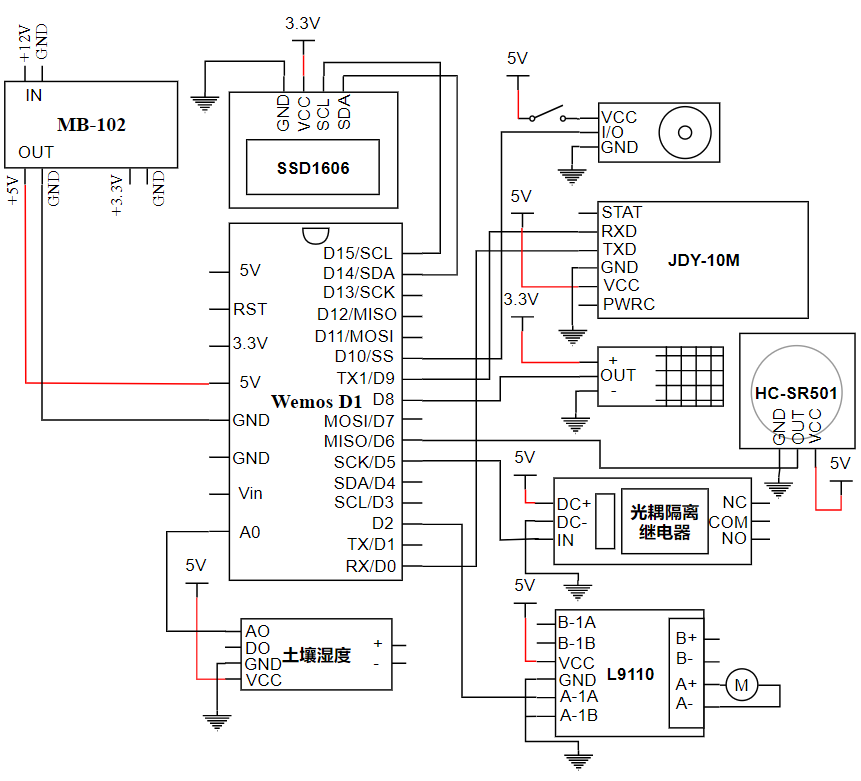 +12V
GND
IN
MB-102
OUT
+5V
GND
+3.3V
GND
3.3V
GND
VCC
SCL
SDA
SSD1606
5V
VCC
I/O
GND
5V
STAT
RXD
TXD
GND
VCC
PWRC
JDY-10M
3.3V
+
OUT
-
HC-SR501
GND
OUT
VCC
5V
5V
RST
3.3V
5V
GND
GND
Vin
A0
Wemos D1
D15/SCL
D14/SDA
D13/SCK
D12/MISO
D11/MOSI
D10/SS
TX1/D9
D8
MOSI/D7
MISO/D6
SCK/D5
SDA/D4
SCL/D3
D2
TX/D1
RX/D0
5V
DC+
DC-
IN
光耦隔离
继电器
NC
COM
NO
5V
AO
DO
GND
VCC
土壤湿度
+
-
5V
B-1A
B-1B
VCC
GND
A-1A
A-1B
L9110
B+
B-
A+
A-
M